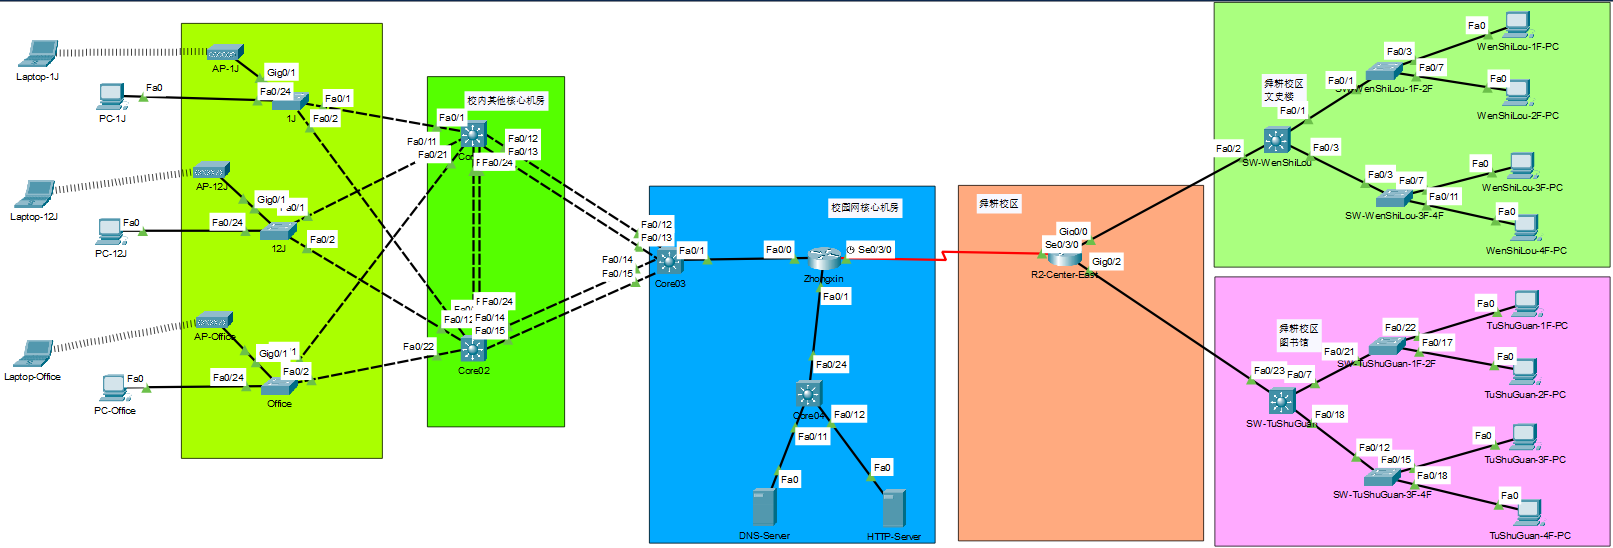 Laptop-1J
AP-1J
Gig0/1
Fa0
PC-1J
Fa0/24
1J
Fa0/1
Fa0/2
Laptop-12J
AP-12J
Gig0/1
Fa0
PC-12J
Fa0/24
12J
Fa0/2
Laptop-Office
AP-Office
Gig0/1
Fa0
PC-Office
Fa0/24
Fa0/2
Office
校内其他核心机房
Fa0/1
Fa0/11
Fa0/21
Fa0/12
Fa0/13
Fa0/24
Fa0/24
Fa0/14
Fa0/15
Fa0/22
Core02
校园网核心机房
Fa0/12
Fa0/13
Fa0/14
Fa0/15
Core03
Fa0/1
Fa0/0
Se0/3/0
Zhongxin
Fa0/1
Fa0/24
Core04
Fa0/11
Fa0/12
Fa0
Fa0
DNS-Server
HTTP-Server
舜耕校区
Gig0/0
Se0/3/0
R2-Center-East
Gig0/2
舜耕校区
文史楼
Fa0/2
Fa0/1
SW-WenShiLou
Fa0/3
Fa0/1
Fa0/3
Fa0/7
SW-WenShiLou-1F-2F
Fa0
WenShiLou-1F-PC
Fa0
WenShiLou-2F-PC
Fa0/3
Fa0/7
Fa0/11
SW-WenShiLou-3F-4F
Fa0
WenShiLou-3F-PC
Fa0
WenShiLou-4F-PC
舜耕校区
图书馆
Fa0/23
Fa0/7
SW-TuShuGuan
Fa0/18
Fa0/21
Fa0/22
Fa0/17
SW-TuShuGuan-1F-2F
Fa0
TuShuGuan-1F-PC
Fa0
TuShuGuan-2F-PC
Fa0/12
Fa0/15
Fa0/18
SW-TuShuGuan-3F-4F
Fa0
TuShuGuan-3F-PC
Fa0
TuShuGuan-4F-PC